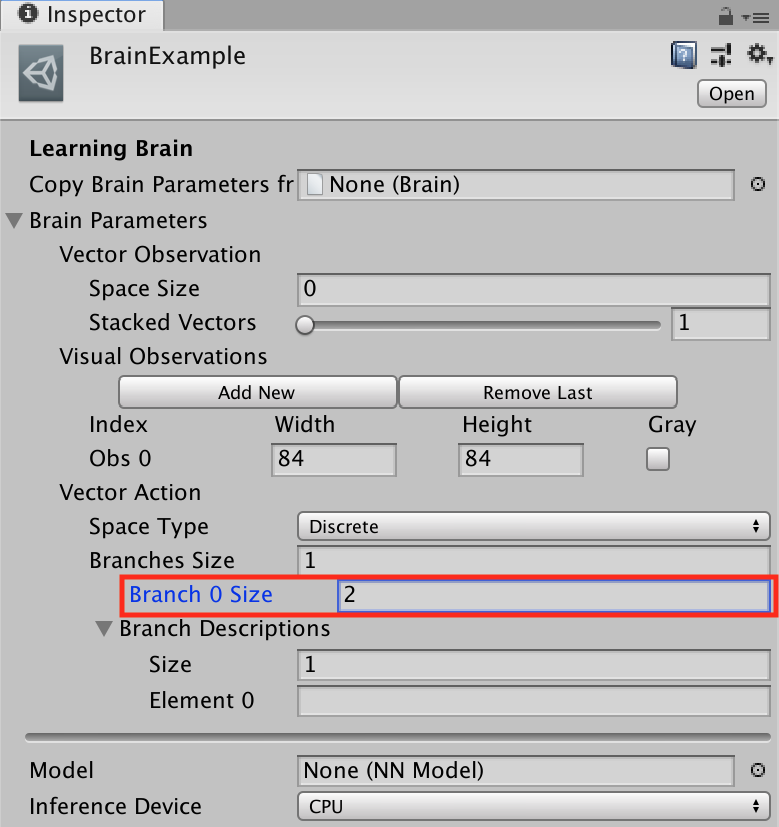 Inspector
BrainExample
Open
Learning Brain
Copy Brain Parameters fr None (Brain)
Brain Parameters
Vector Observation
Space Size 0
Stacked Vectors 1
Visual Observations
Add New Remove Last
Index Width Height Gray
Obs 0 84 84
Vector Action
Space Type Discrete
Branches Size 1
Branch 0 Size 2
Branch Descriptions
Size 1
Element 0
Model None (NN Model)
Inference Device CPU